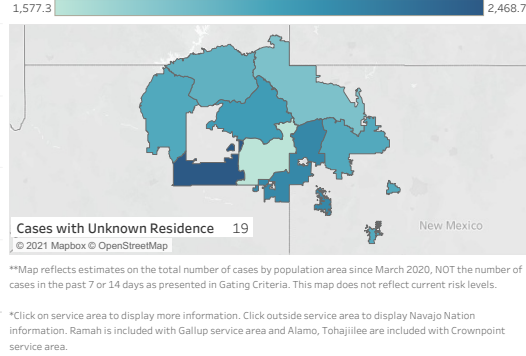 1,577.3
2,468.7
New Mexico
Cases with Unknown Residence 19
© 2021 Mapbox © OpenStreetMap
**Map reflects estimates on the total number of cases by population area since March 2020, NOT the number of
cases in the past 7 or 14 days as presented in Gating Criteria. This map does not reflect current risk levels.
*Click on service area to display more information. Click outside service area to display Navajo Nation
information. Ramah is included with Gallup service area and Alamo, Tohajiilee are included with Crownpoint
service area.